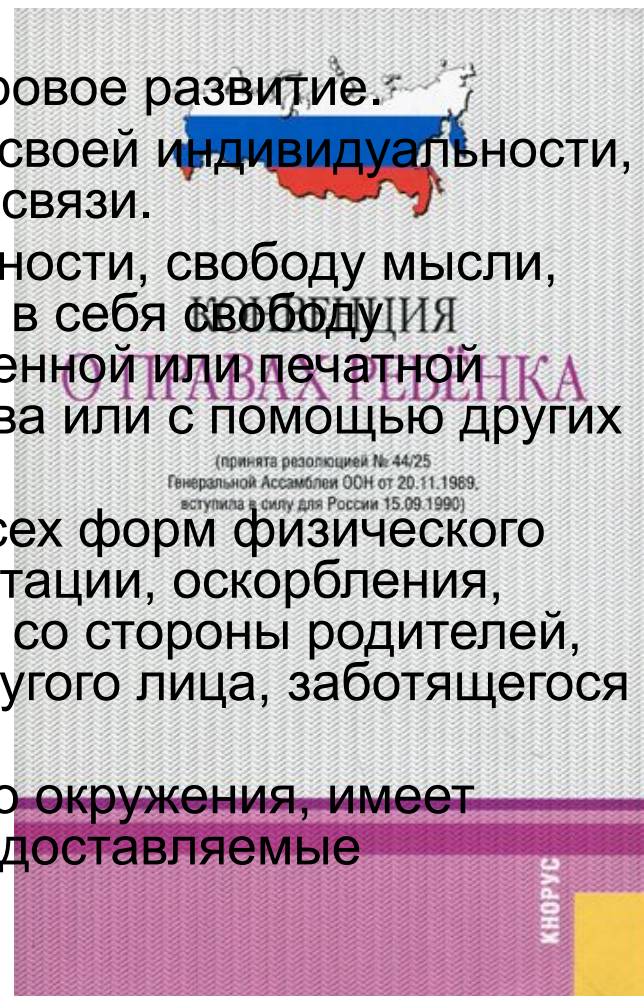 ровое развитие.
своей индивидуальности,
связи.
ности, свободу мысли,
в себя свободу
КОНВЕНЦИЯ
енной или печатной
О ПРАВАХ РЕБЁНКА
ва или с помощью других
(принята резолюцией № 44/25
Генеральной Ассамблеи ООН от 20.11.1989,
вступила в силу для России 15.09.1990)
сех форм физического
тации, оскорбления,
со стороны родителей,
угого лица, заботящегося
о окружения, имеет
доставляемые
КНОРУС